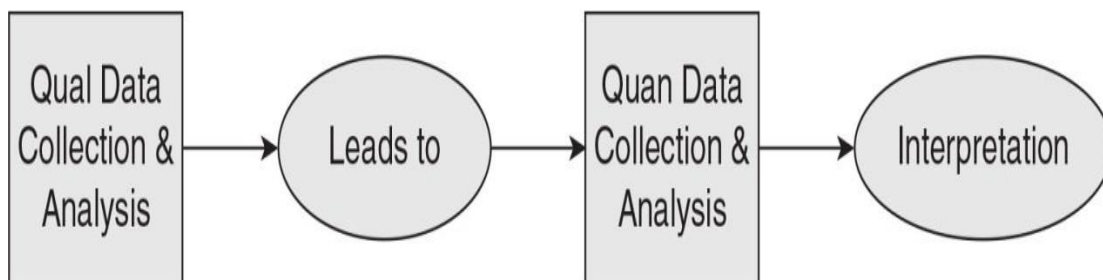 Qual Data
Collection &
Analysis
Leads to
Quan Data
Collection &
Analysis
Interpretation